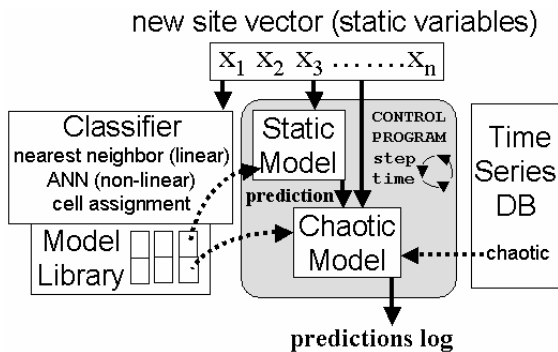 new site vector (static variables)
X1 X2 X3 .......Xn
Classifier
nearest neighbor (linear)
ANN (non-linear)
cell assignment
Model
Library
Static
Model
prediction
Chaotic
Model
CONTROL
PROGRAM
step
time
Time
Series
DB
chaotic
predictions log